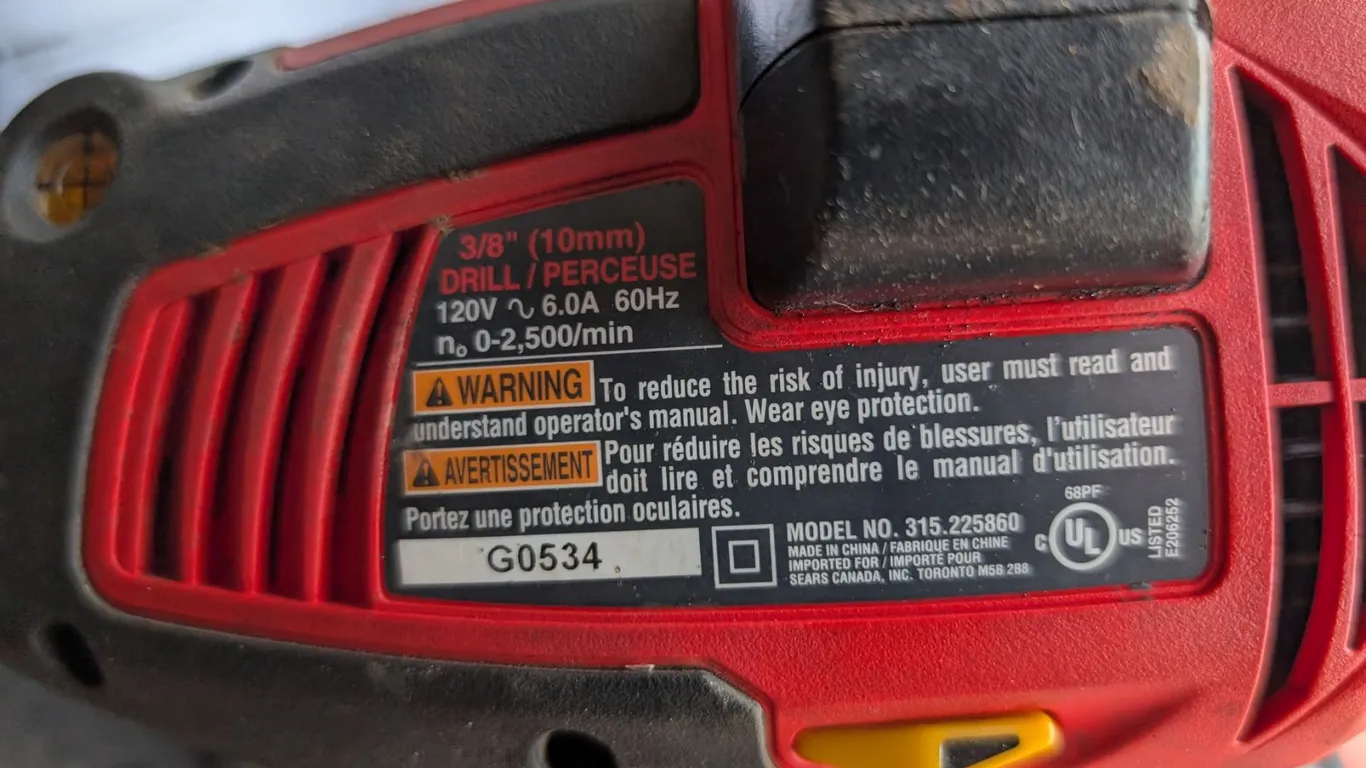 3/8" (10mm)
DRILL / PERCEUSE
120V ∿ 6.0A 60Hz
n₀ 0-2,500/min
⚠ WARNING To reduce the risk of injury, user must read and
understand operator's manual. Wear eye protection.
⚠ AVERTISSEMENT Pour réduire les risques de blessures, l'utilisateur
doit lire et comprendre le manual d'utilisation.
Portez une protection oculaires.
G0534
MODEL NO. 315.225860
MADE IN CHINA / FABRIQUE EN CHINE
IMPORTED FOR / IMPORTÉ POUR
SEARS CANADA, INC. TORONTO M5B 2B8
68PF
C UL US
LISTED
E206252